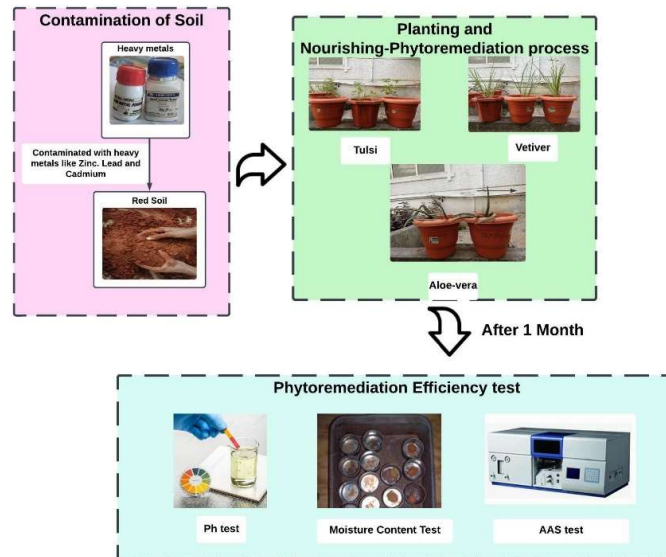 Contamination of Soil
Heavy metals
Contaminated with heavy
metals like Zinc. Lead and
Cadmium
Red Soil
Planting and
Nourishing-Phytoremediation process
Tulsi
Vetiver
Aloe-vera
After 1 Month
Phytoremediation Efficiency test
Ph test
Moisture Content Test
AAS test